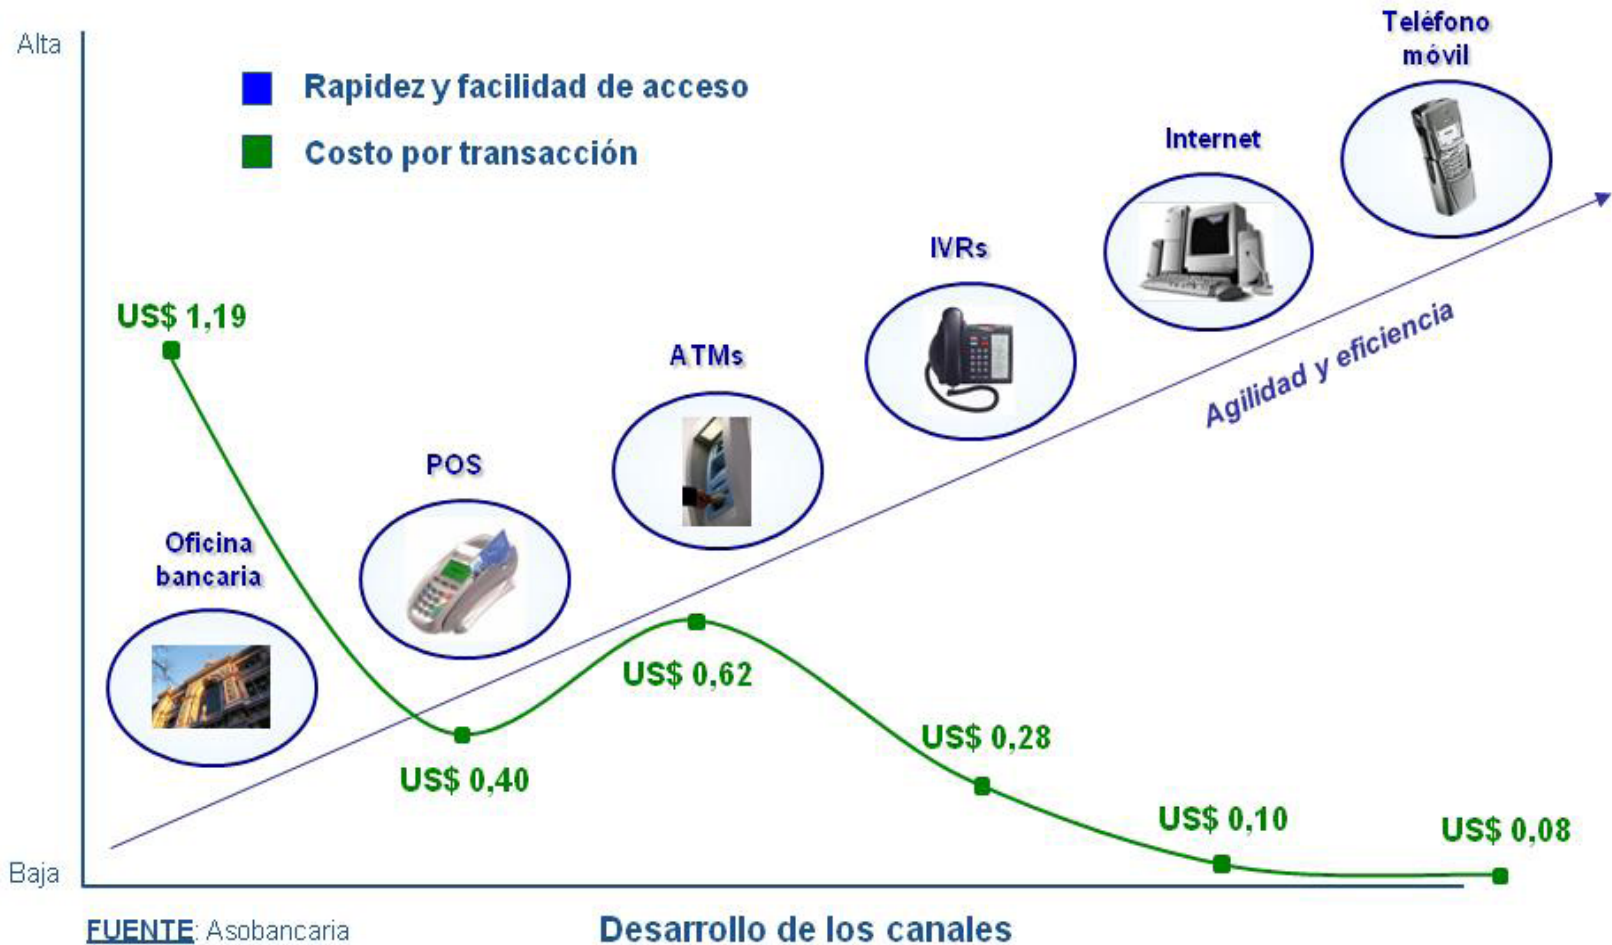 Alta
Rapidez y facilidad de acceso
Costo por transacción
Teléfono
móvil
Internet
IVRs
ATMs
POS
Oficina
bancaria
Agilidad y eficiencia
US$ 1,19
US$ 0,40
US$ 0,62
US$ 0,28
US$ 0,10
US$ 0,08
Baja
FUENTE: Asobancaria
Desarrollo de los canales